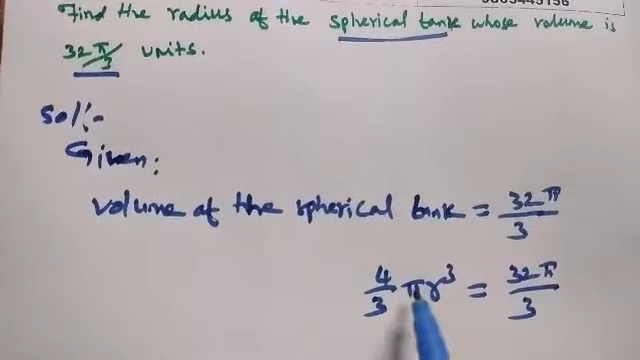 Find the radius of the spherical tank whose volume is
32π/3 units.
Sol:-
Given:
Volume of the spherical tank = 32π/3
4/3 πr³ = 32π/3